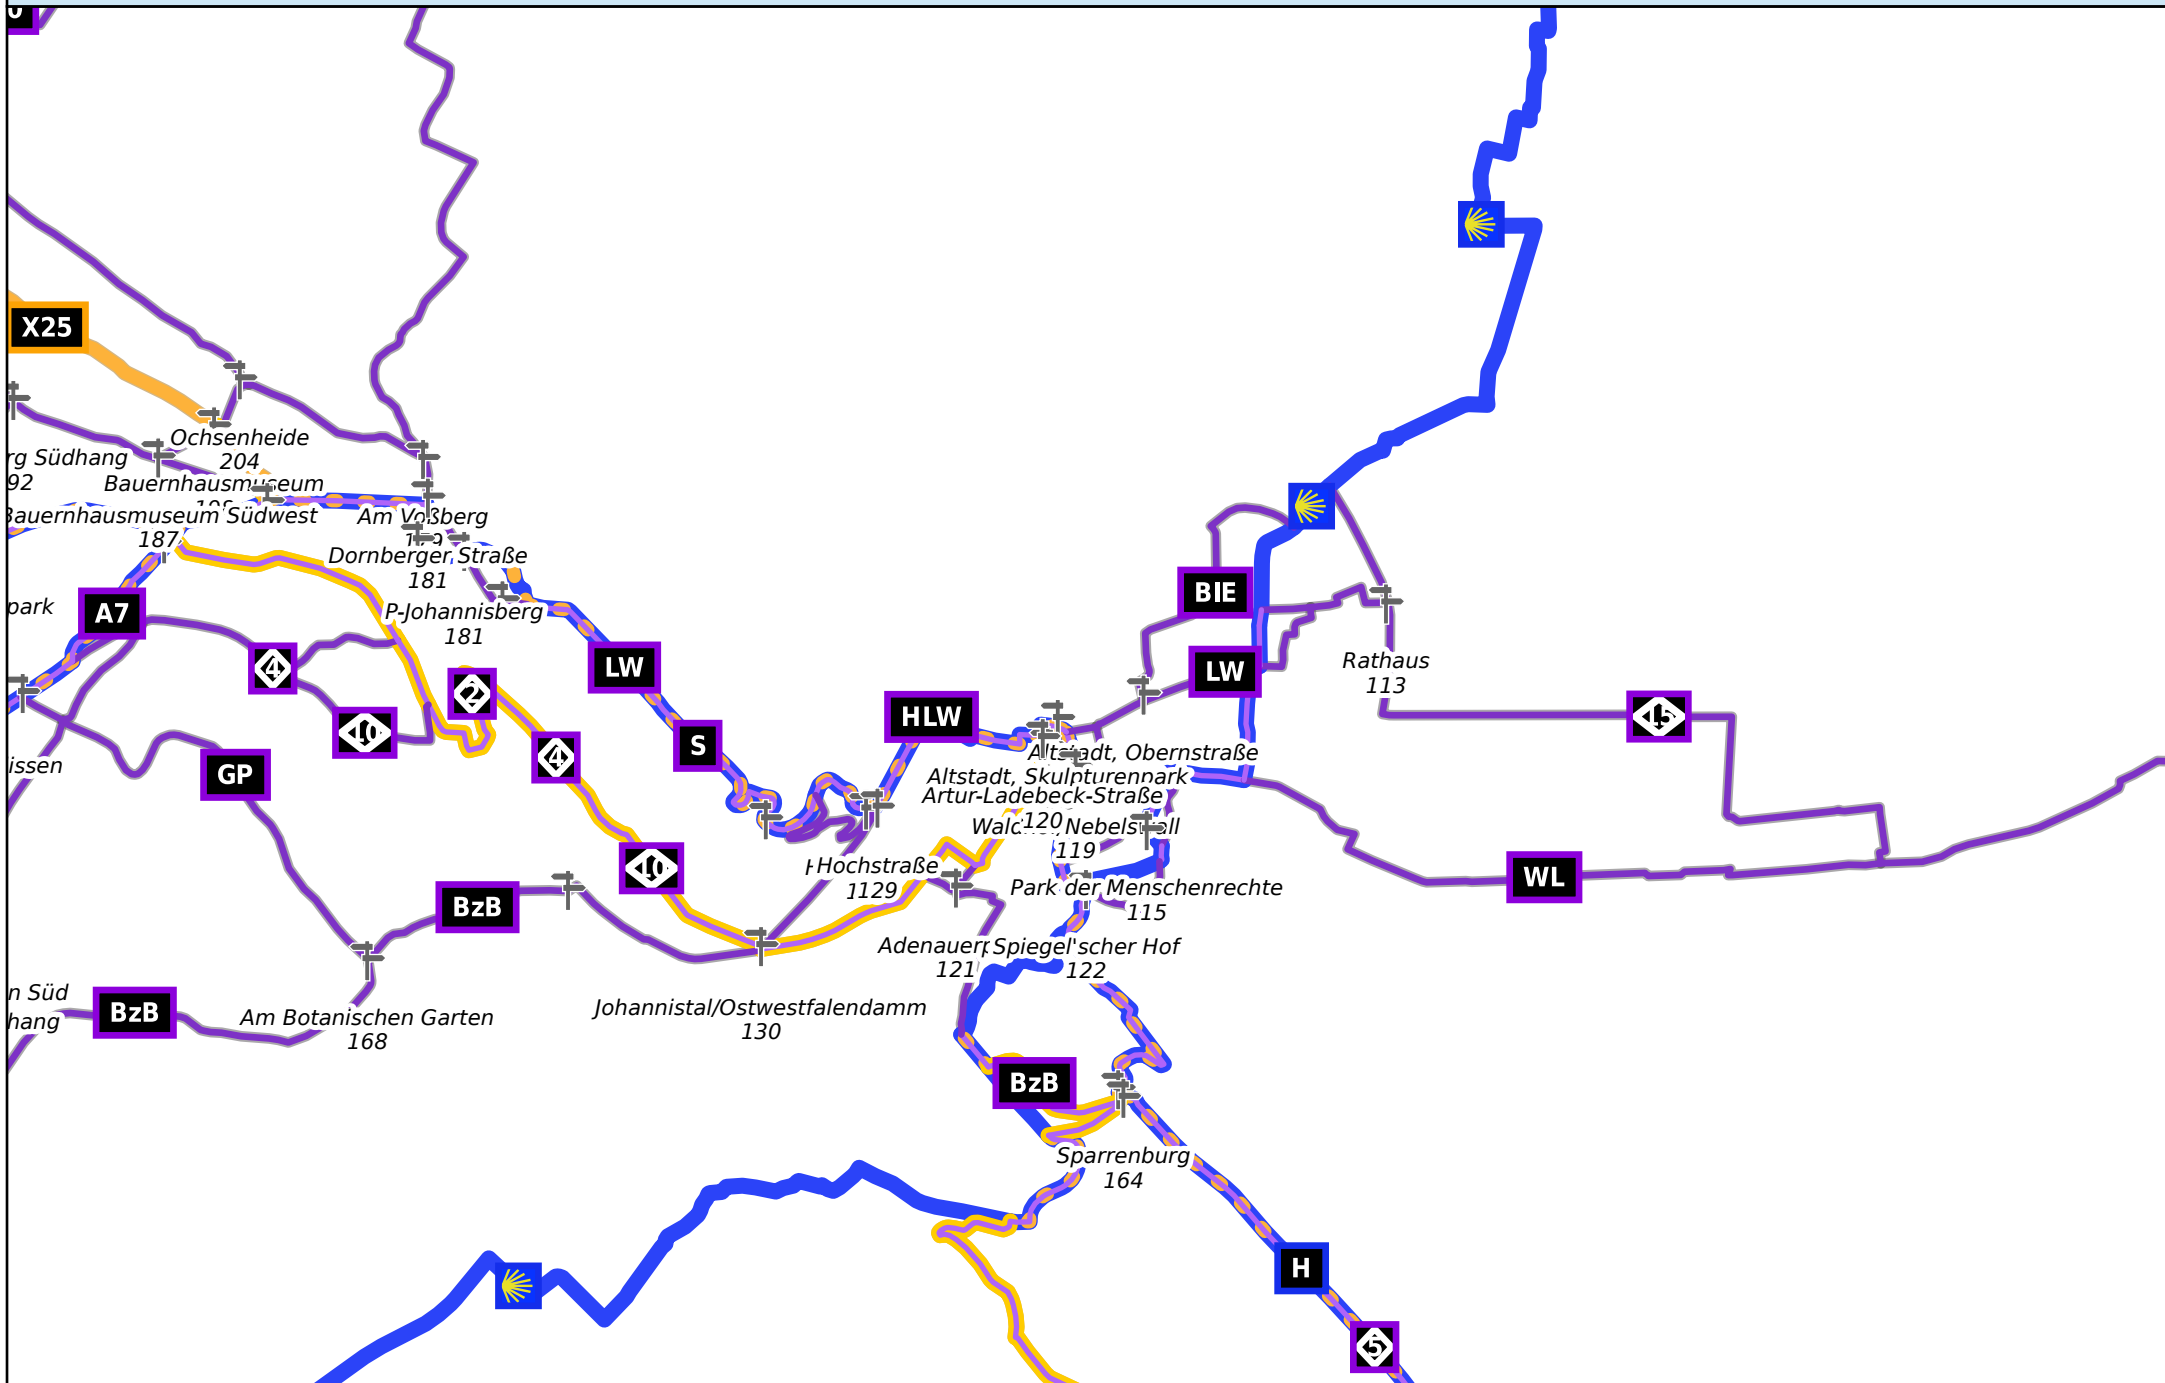 X25
Ochsenheide
204
rg Südhang
92
Bauernhausmuseum
Bauernhausmuseum Südwest
187
Am Voßberg
Dornberger Straße
181
park
A7
P-Johannisberg
181
4
2
LW
10
4
S
GP
issen
HLW
BIE
LW
Rathaus
113
15
Altstadt, Obernstraße
Altstadt, Skulpturenpark
Artur-Ladebeck-Straße
120
Nebelswall
119
Hochstraße
1129
10
Park der Menschenrechte
115
WL
BzB
Spiegel'scher Hof
122
121
n Süd
hang
BzB
Am Botanischen Garten
168
Johannistal/Ostwestfalendamm
130
BzB
Sparrenburg
164
H
5